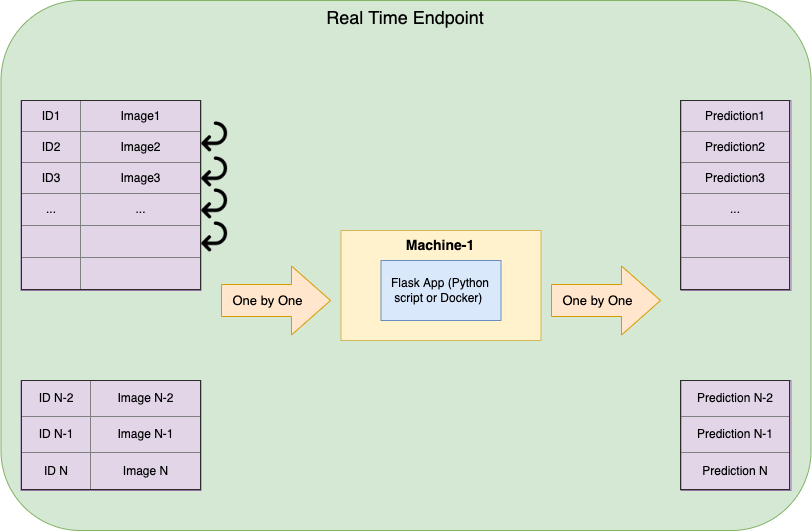 Real Time Endpoint
ID1 Image1
ID2 Image2
ID3 Image3
... ...
One by One
Machine-1
Flask App (Python
script or Docker)
One by One
Prediction1
Prediction2
Prediction3
...
ID N-2 Image N-2
ID N-1 Image N-1
ID N Image N
Prediction N-2
Prediction N-1
Prediction N